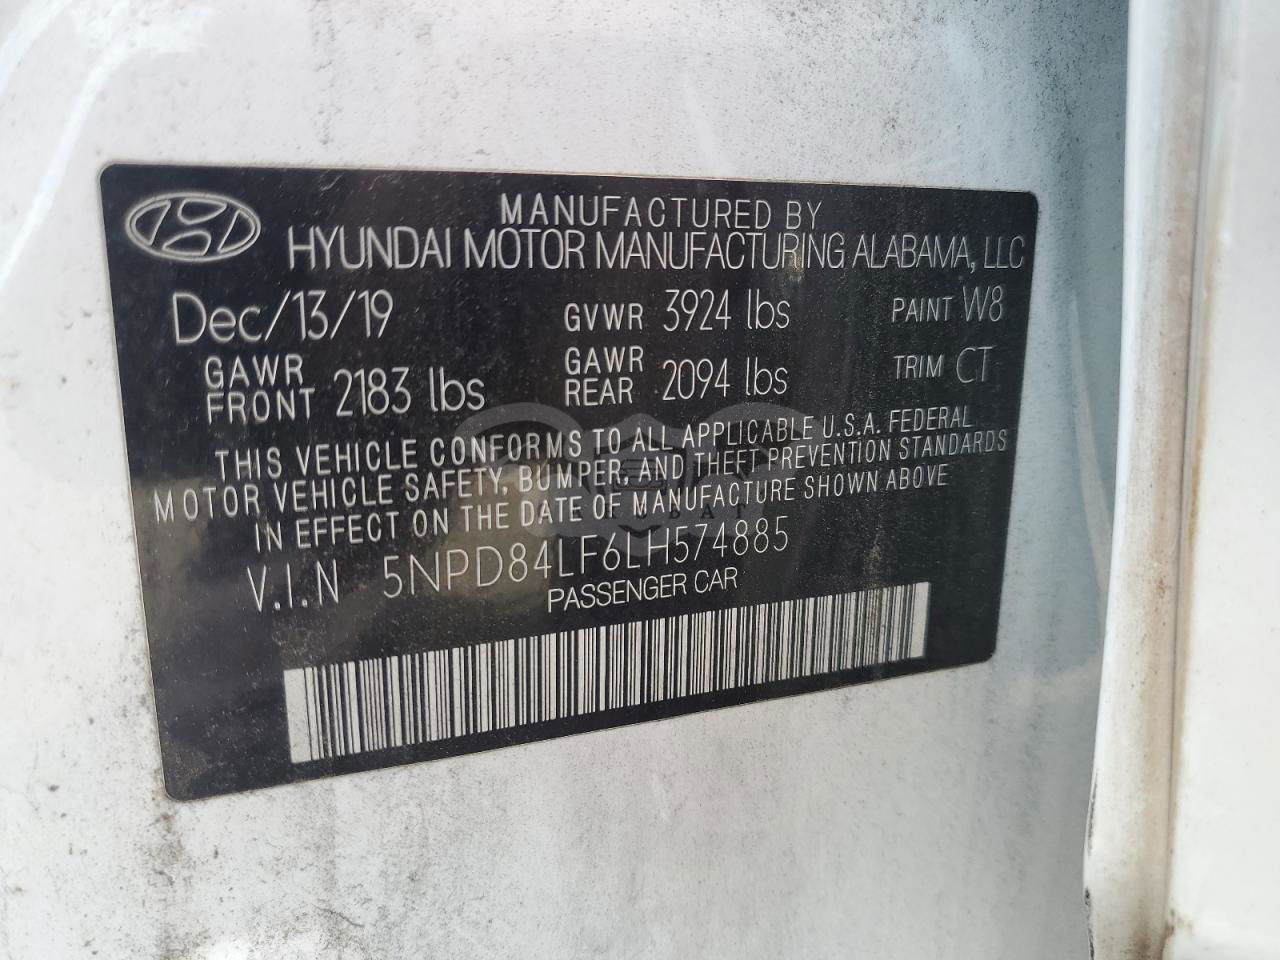 MANUFACTURED BY
HYUNDAI MOTOR MANUFACTURING ALABAMA, LLC
Dec/13/19 GVWR 3924 lbs PAINT W8
GAWR FRONT 2183 lbs GAWR REAR 2094 lbs TRIM CT
THIS VEHICLE CONFORMS TO ALL APPLICABLE U.S.A. FEDERAL
MOTOR VEHICLE SAFETY, BUMPER, AND THEFT PREVENTION STANDARDS
IN EFFECT ON THE DATE OF MANUFACTURE SHOWN ABOVE
V.I.N 5NPD84LF6LH574885
PASSENGER CAR